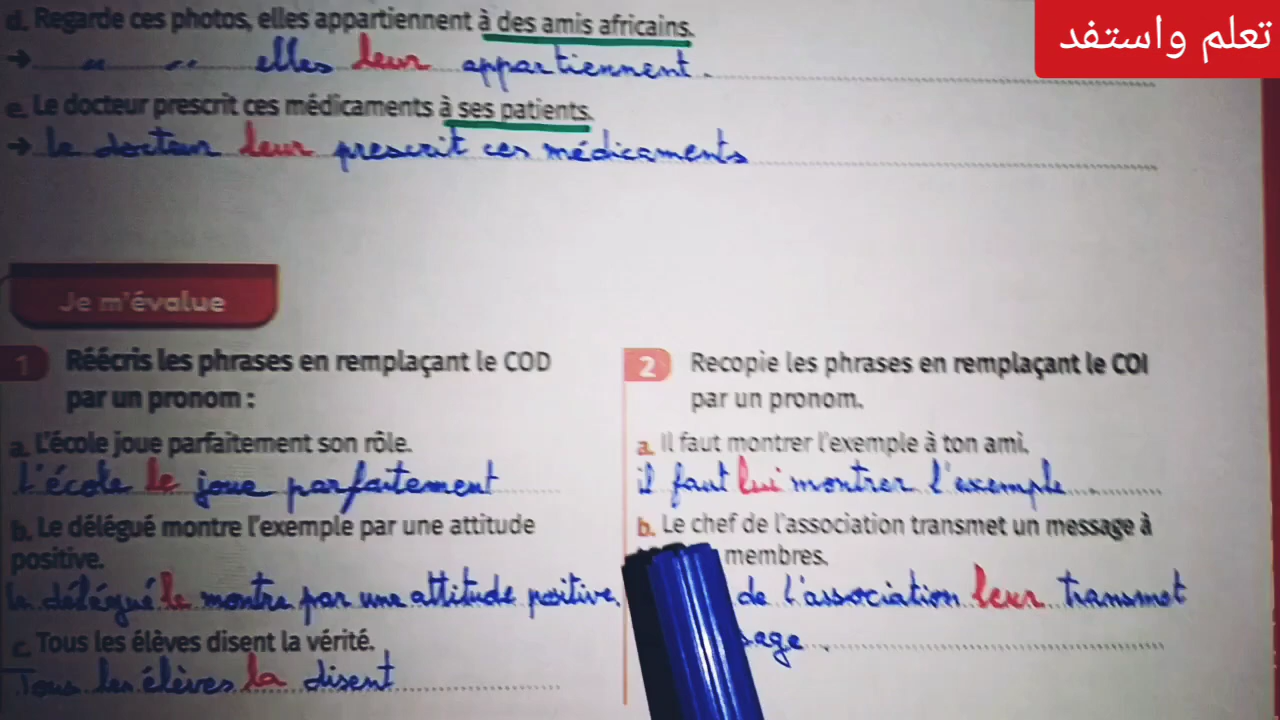 تعلم واستفد
d. Regarde ces photos, elles appartiennent à des amis africains.
→ " " elles leur appartiennent.
e. Le docteur prescrit ces médicaments à ses patients.
→ le docteur leur prescrit ces médicaments
Je m'évalue
1 Réécris les phrases en remplaçant le COD
par un pronom :
a. L'école joue parfaitement son rôle.
L'école le joue parfaitement
b. Le délégué montre l'exemple par une attitude
positive.
le délégué le montre par une attitude positive.
c. Tous les élèves disent la vérité.
Tous les élèves la disent
2 Recopie les phrases en remplaçant le COI
par un pronom.
a. Il faut montrer l'exemple à ton ami.
il faut lui montrer l'exemple.
b. Le chef de l'association transmet un message à
membres.
de l'association leur transmet
sage.